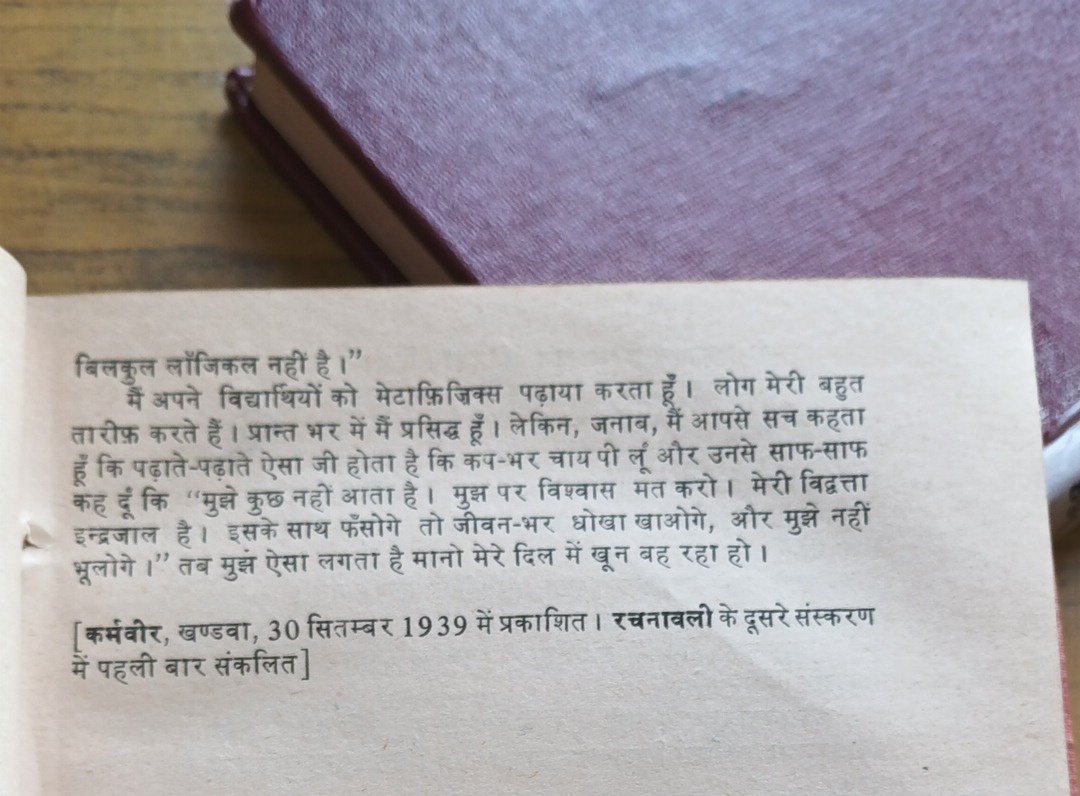 बिलकुल लॉजिकल नहीं है।”
मैं अपने विद्यार्थियों को मेटाफ़िज़िक्स पढ़ाया करता हूँ। लोग मेरी बहुत
तारीफ़ करते हैं। प्रान्त भर में मैं प्रसिद्ध हूँ। लेकिन, जनाब, मैं आपसे सच कहता
हूँ कि पढ़ाते-पढ़ाते ऐसा जी होता है कि कप-भर चाय पी लूं और उनसे साफ-साफ
कह दूँ कि “मुझे कुछ नहीं आता है। मुझ पर विश्वास मत करो। मेरी विद्वत्ता
इन्द्रजाल है। इसके साथ फँसोगे तो जीवन-भर धोखा खाओगे, और मुझे नहीं
भूलोगे।” तब मुझे ऐसा लगता है मानो मेरे दिल में खून बह रहा हो।
[कर्मवीर, खण्डवा, 30 सितम्बर 1939 में प्रकाशित। रचनावली के दूसरे संस्करण
में पहली बार संकलित]